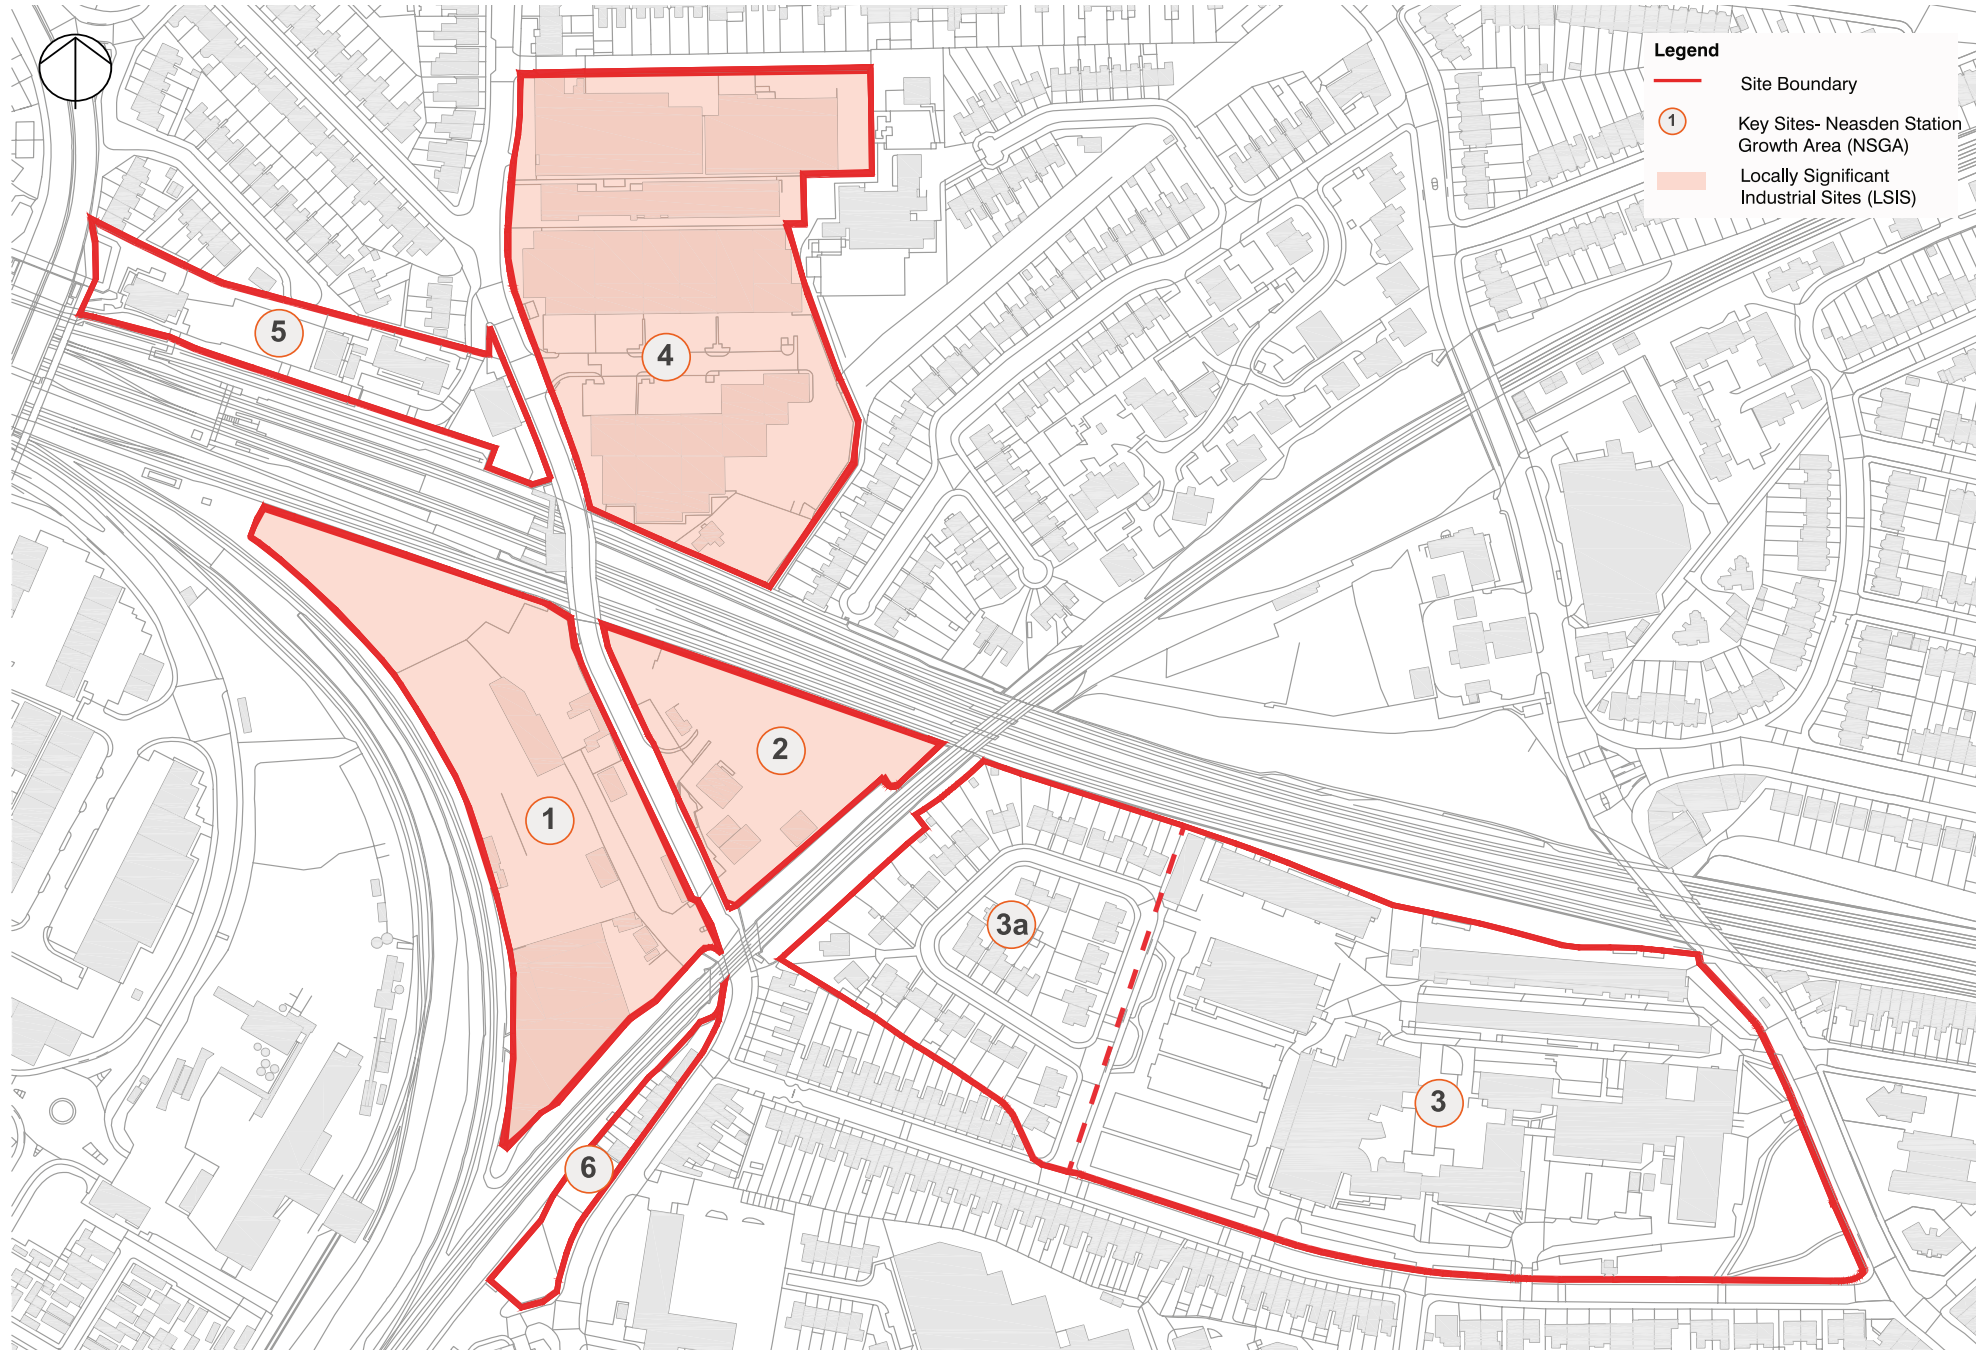 Legend
Site Boundary
1
Key Sites- Neasden Station
Growth Area (NSGA)
Locally Significant
Industrial Sites (LSIS)
5
4
2
1
3a
3
6